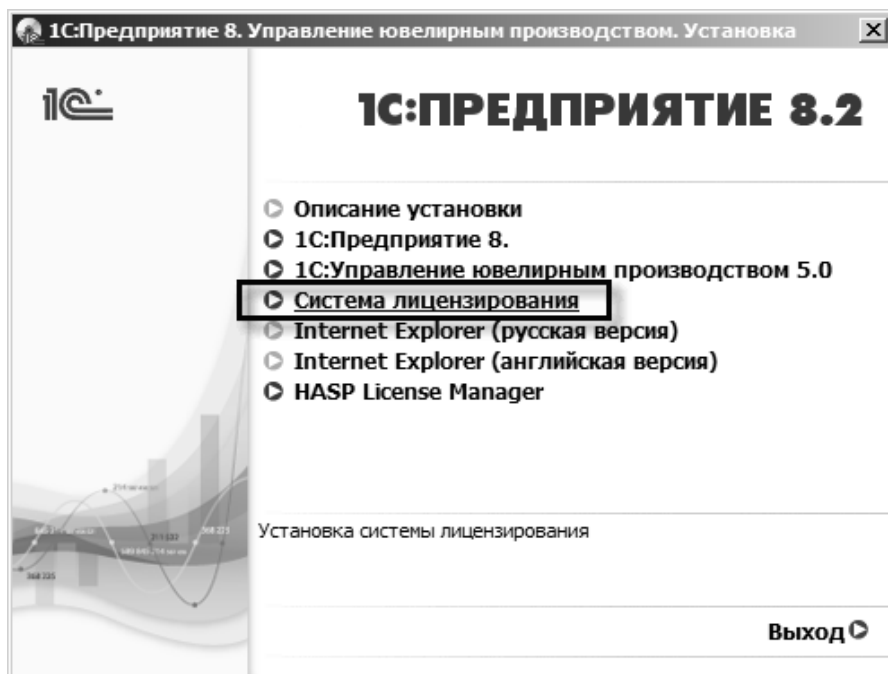 1С:Предприятие 8. Управление ювелирным производством. Установка
1С:ПРЕДПРИЯТИЕ 8.2
Описание установки
1С:Предприятие 8.
1С:Управление ювелирным производством 5.0
Система лицензирования
Internet Explorer (русская версия)
Internet Explorer (английская версия)
HASP License Manager
Установка системы лицензирования
Выход